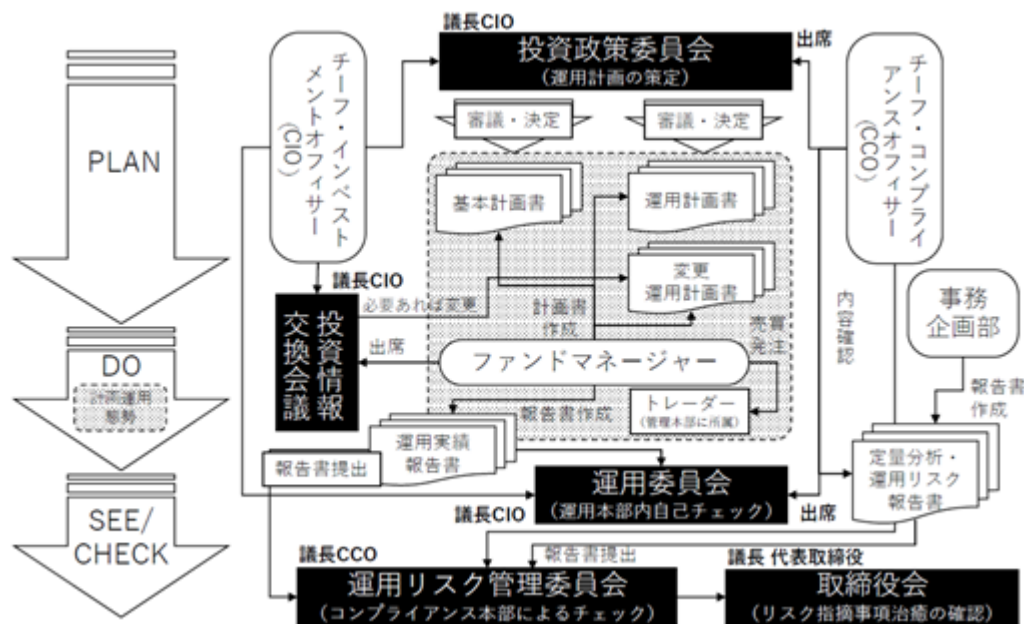 議長CIO
投資政策委員会
(運用計画の策定)
出席
チーフ・インベスト
メントオフィサー
(CIO)
チーフ・コンプライ
アンスオフィサー
(CCO)
PLAN
審議・決定
審議・決定
基本計画書
運用計画書
変更
運用計画書
議長CIO
必要あれば変更
投資情報
交換会議
計画書
作成
売買
発注
内容確認
事務
企画部
DO
計画運用
態勢
出席
ファンドマネージャー
報告書作成
トレーダー
(管理本部に所属)
報告書
作成
運用実績
報告書
報告書提出
定量分析・
運用リスク
報告書
運用委員会
(運用本部内自己チェック)
議長CIO
出席
SEE/
CHECK
議長CCO
報告書提出
議長 代表取締役
運用リスク管理委員会
(コンプライアンス本部によるチェック)
取締役会
(リスク指摘事項治癒の確認)